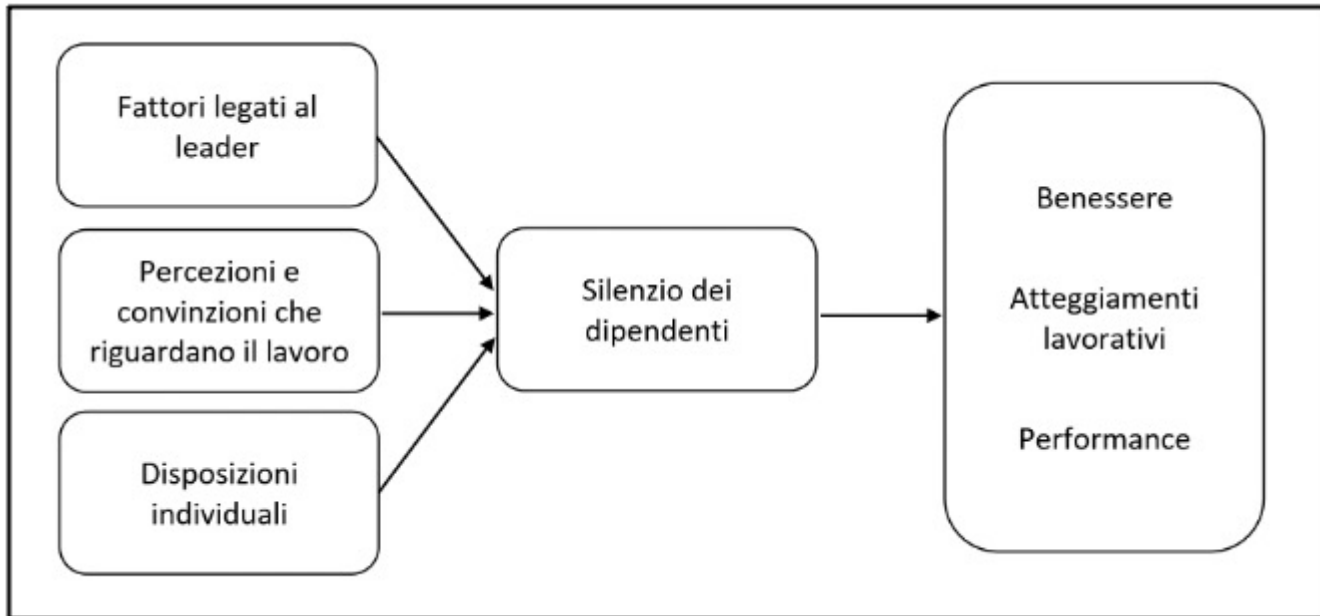 Fattori legati al
leader
Percezioni e
convinzioni che
riguardano il lavoro
Disposizioni
individuali
Silenzio dei
dipendenti
Benessere
Atteggiamenti
lavorativi
Performance